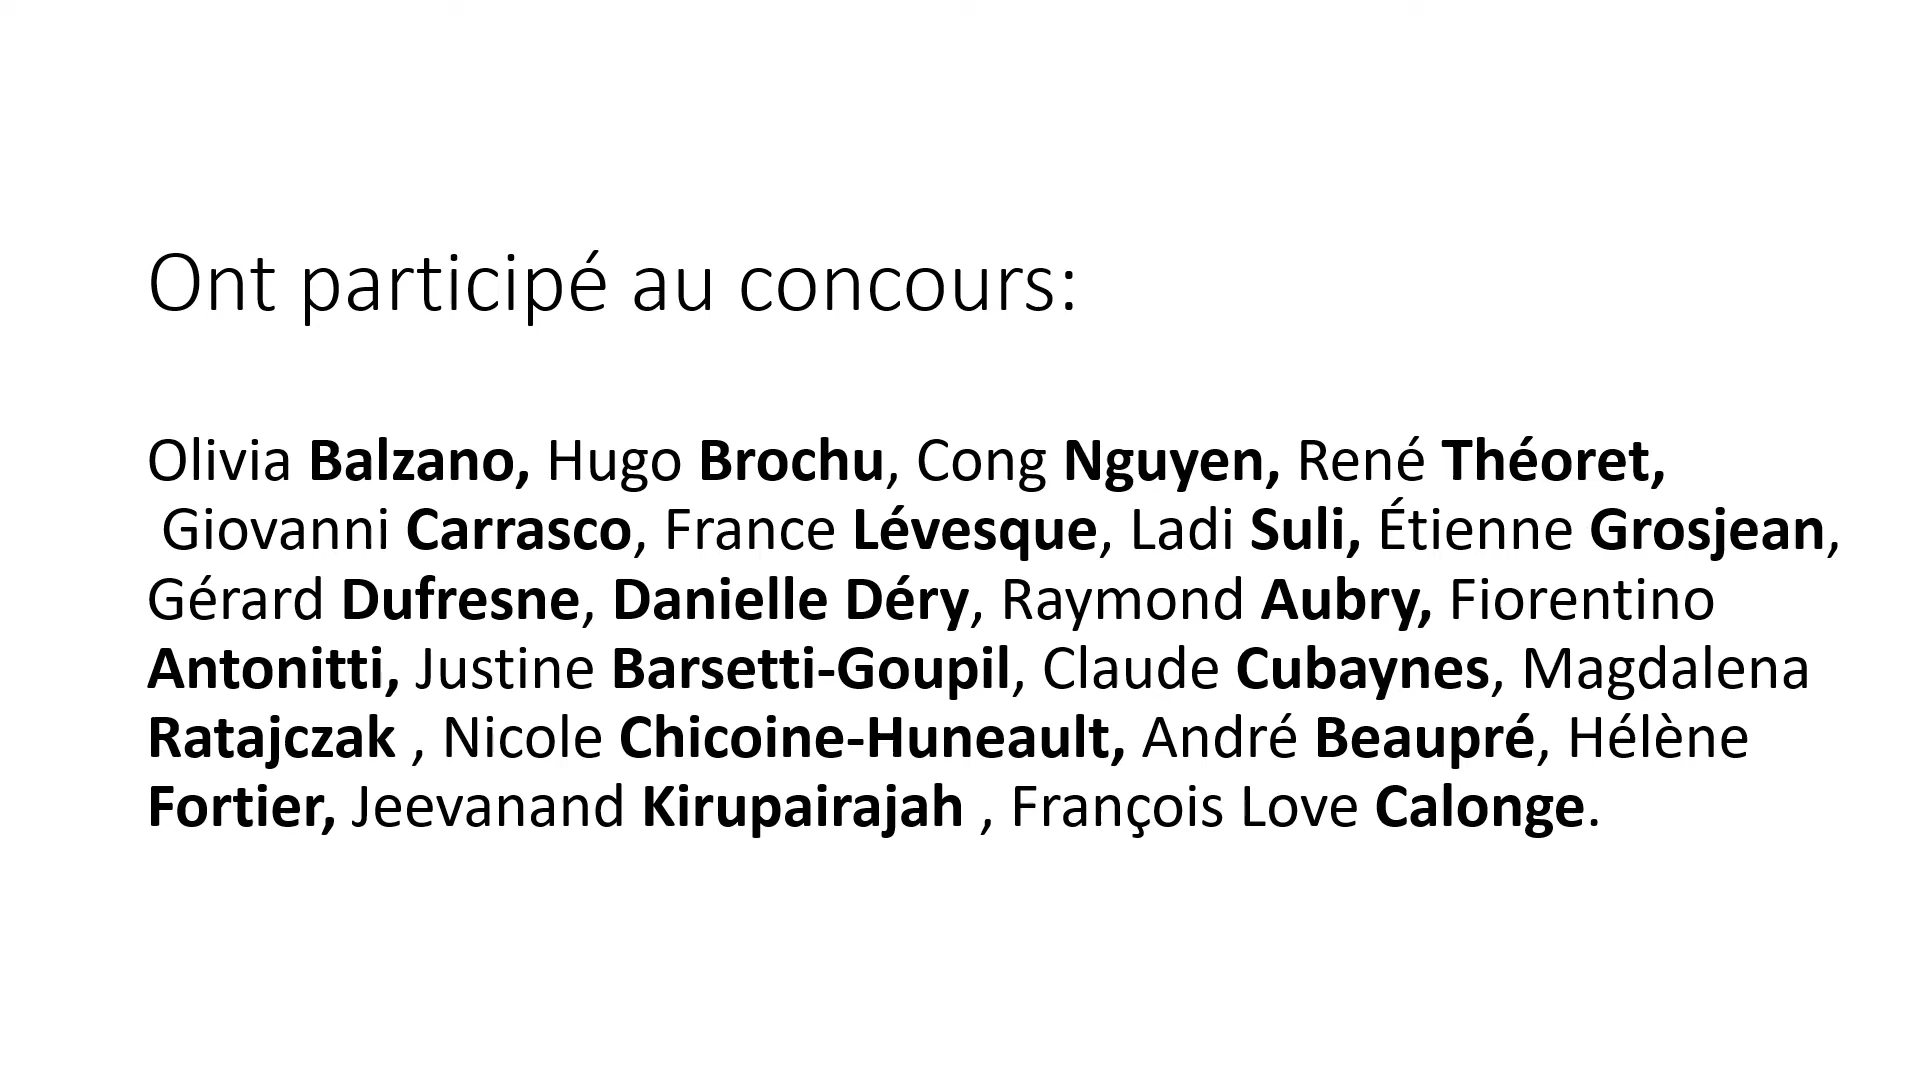 Ont participé au concours:
Olivia Balzano, Hugo Brochu, Cong Nguyen, René Théoret,
Giovanni Carrasco, France Lévesque, Ladi Suli, Étienne Grosjean,
Gérard Dufresne, Danielle Déry, Raymond Aubry, Fiorentino
Antonitti, Justine Barsetti-Goupil, Claude Cubaynes, Magdalena
Ratajczak , Nicole Chicoine-Huneault, André Beaupré, Hélène
Fortier, Jeevanand Kirupairajah , François Love Calonge.